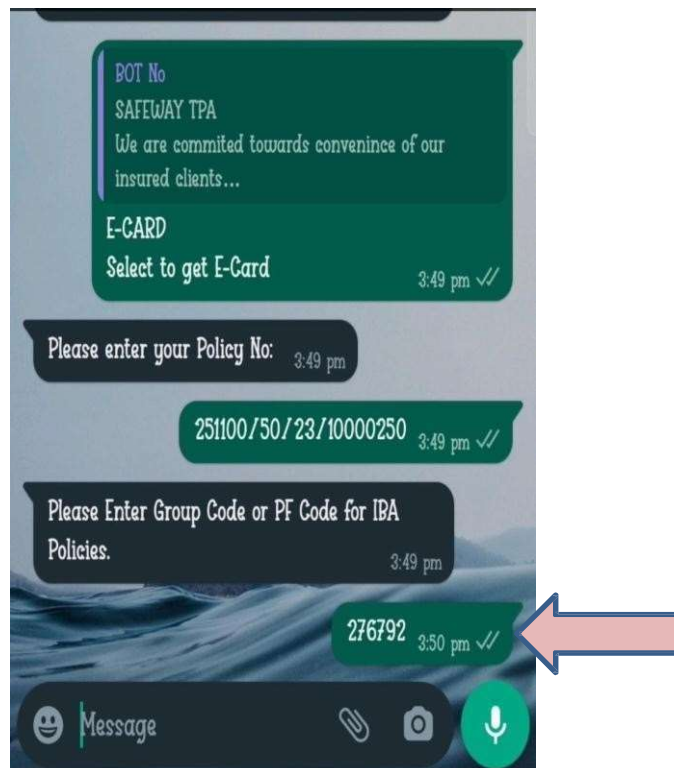 BOT No
SAFEWAY TPA
We are commited towards convenince of our
insured clients...
E-CARD
Select to get E-Card
3:49 pm
Please enter your Policy No:
3:49 pm
251100/50/23/10000250
3:49 pm
Please Enter Group Code or PF Code for IBA
Policies.
3:49 pm
276792
3:50 pm
Message